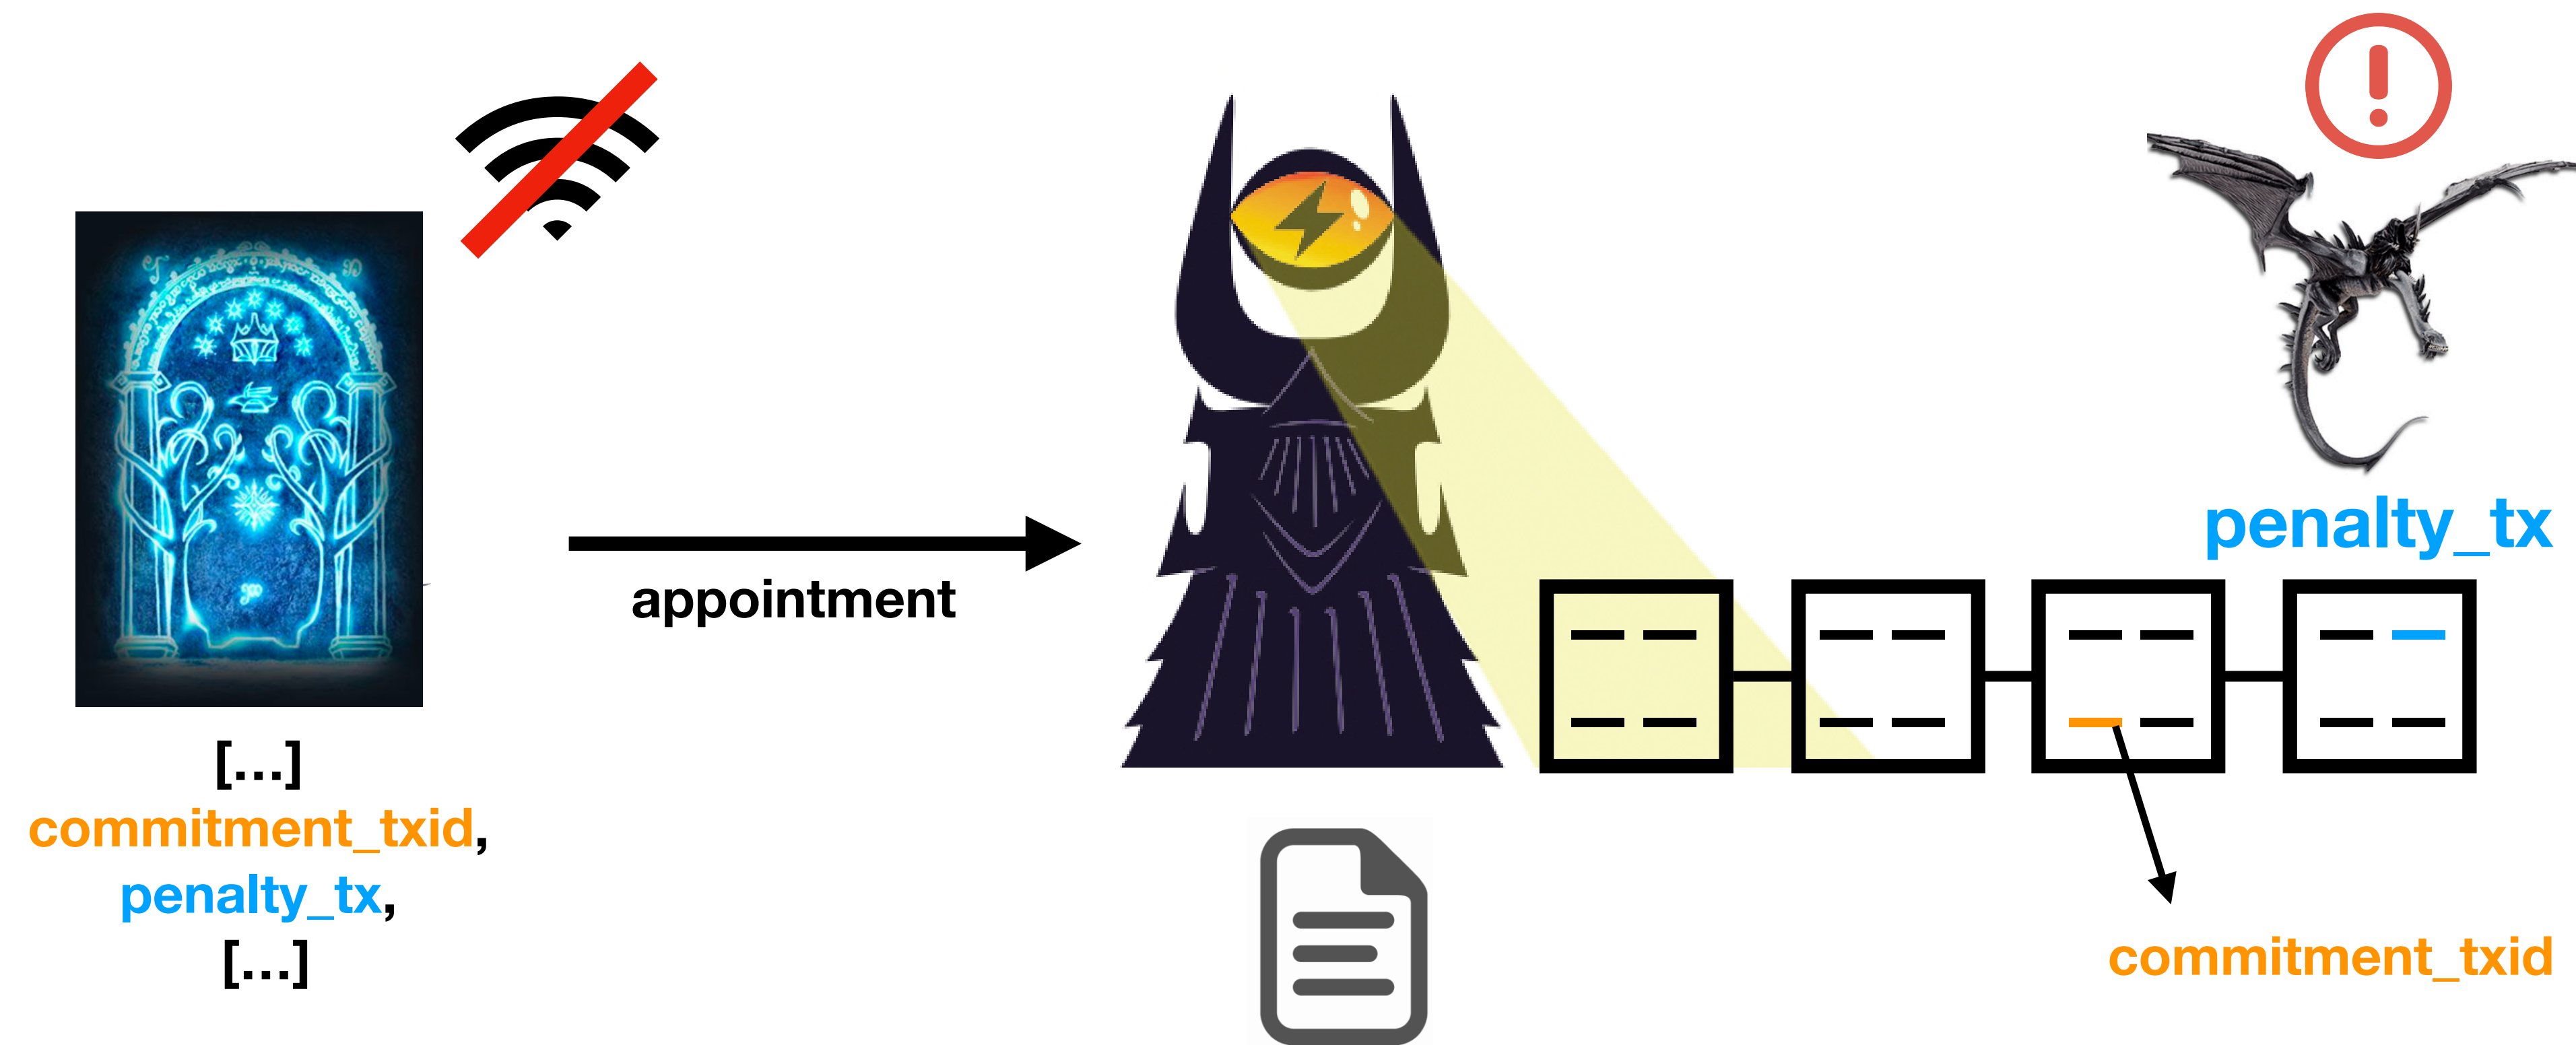 [...]
commitment_txid,
penalty_tx,
[...]
appointment
penalty_tx
commitment_txid